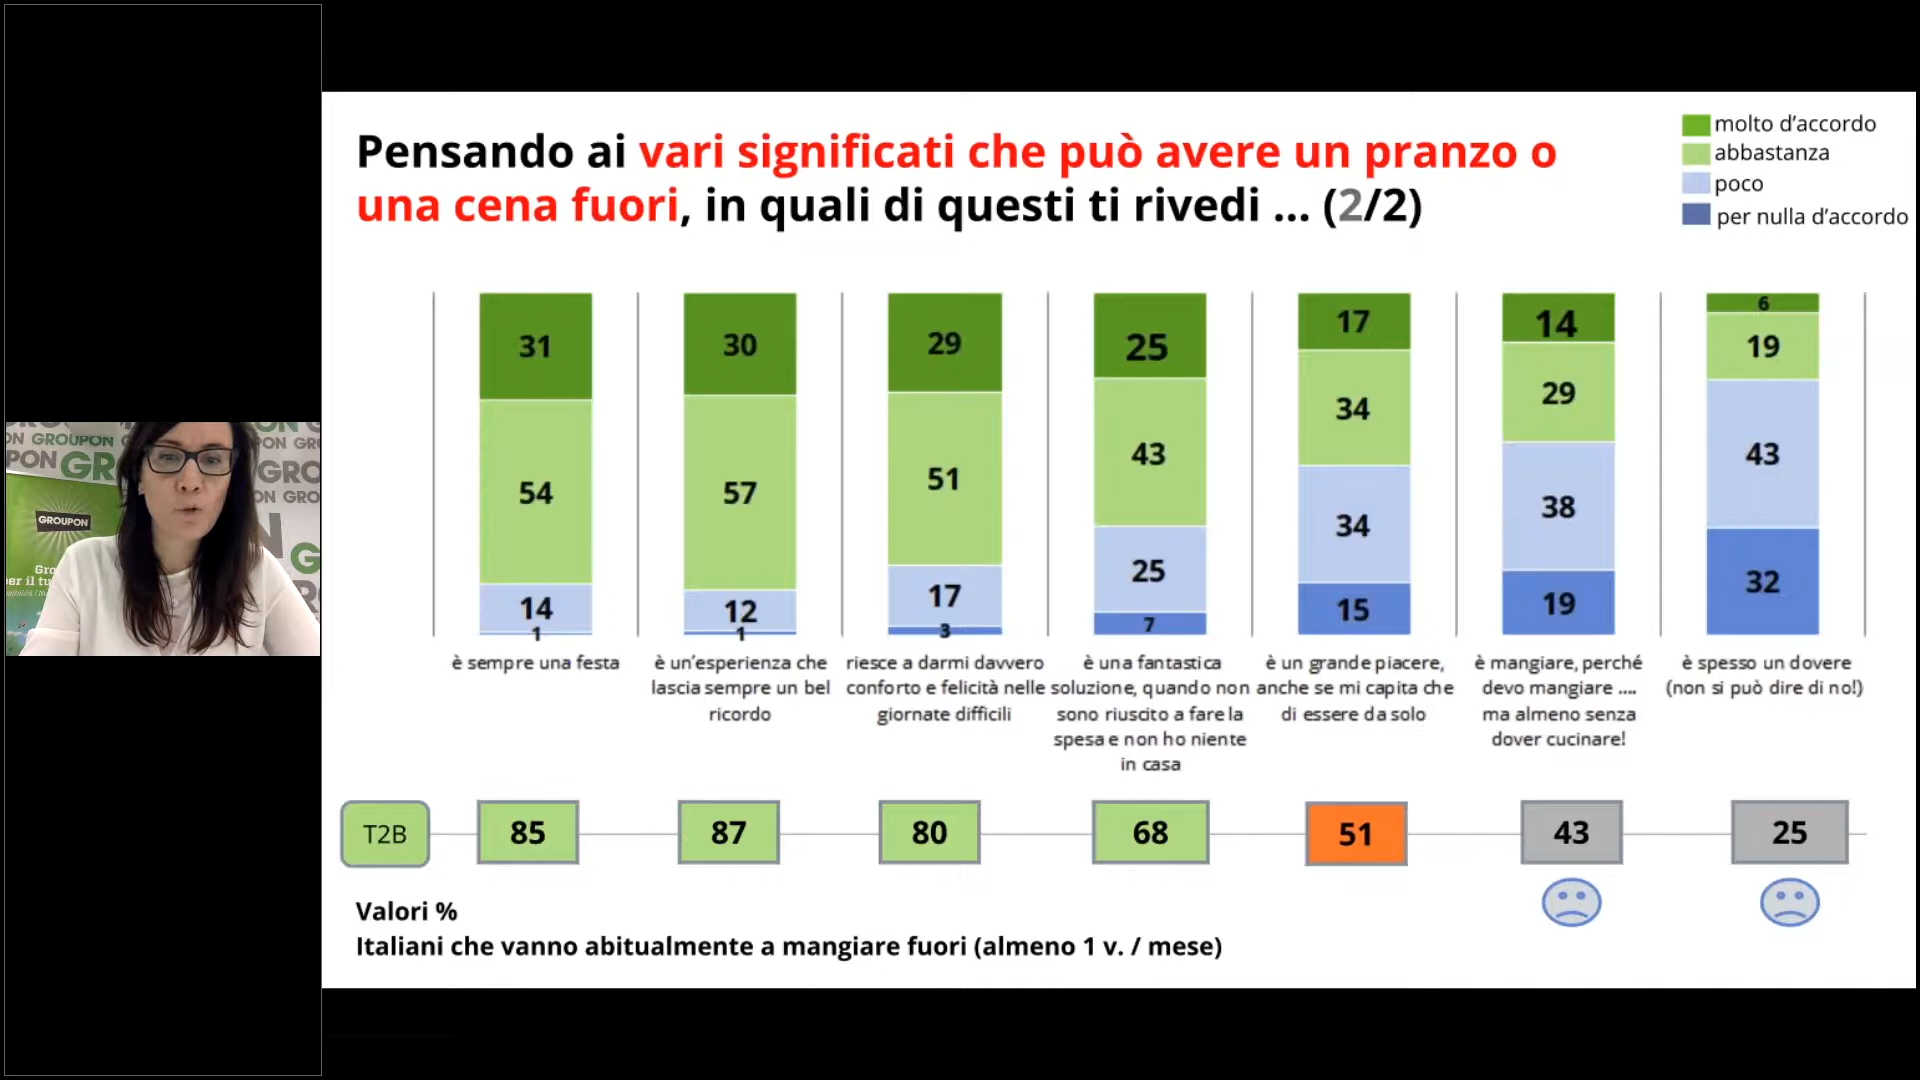 Pensando ai vari significati che può avere un pranzo o
una cena fuori, in quali di questi ti rivedi ... (2/2)
molto d'accordo
abbastanza
poco
per nulla d'accordo
31
30
29
25
17
14
6
54
57
51
43
34
29
19
14
12
17
25
34
38
43
1
1
3
7
15
19
32
è sempre una festa
è un'esperienza che
lascia sempre un bel
ricordo
riesce a darmi davvero
conforto e felicità nelle
giornate difficili
è una fantastica
soluzione, quando non
sono riuscito a fare la
spesa e non ho niente
in casa
è un grande piacere,
anche se mi capita che
di essere da solo
è mangiare, perché
devo mangiare ....
ma almeno senza
dover cucinare!
è spesso un dovere
(non si può dire di no!)
T2B
85
87
80
68
51
43
25
Valori %
Italiani che vanno abitualmente a mangiare fuori (almeno 1 v. / mese)
GROUPON
GROUPON